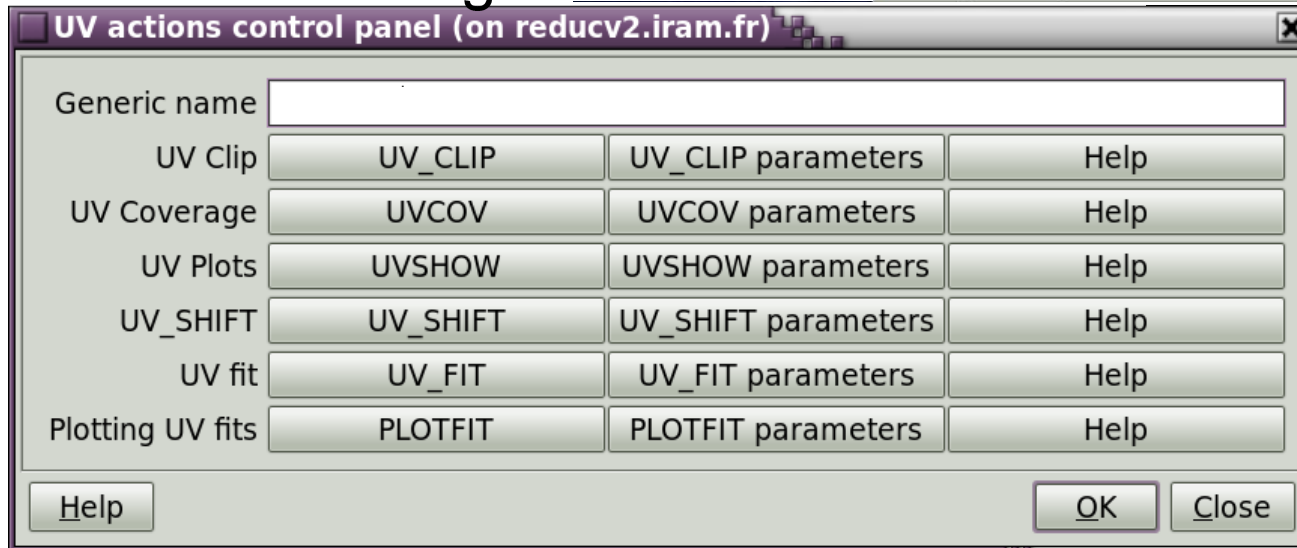 UV actions control panel (on reducv2.iram.fr)
Generic name
UV Clip UV_CLIP UV_CLIP parameters Help
UV Coverage UVCOV UVCOV parameters Help
UV Plots UVSHOW UVSHOW parameters Help
UV_SHIFT UV_SHIFT UV_SHIFT parameters Help
UV fit UV_FIT UV_FIT parameters Help
Plotting UV fits PLOTFIT PLOTFIT parameters Help
Help OK Close